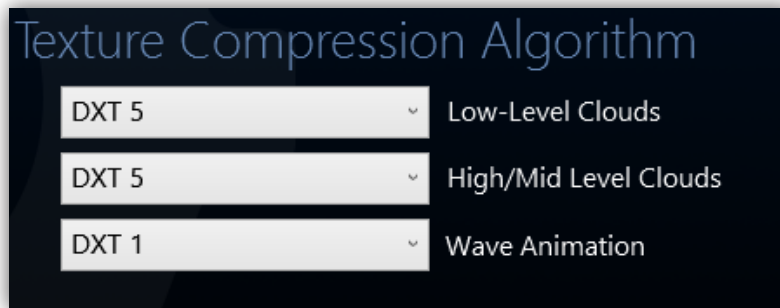 Texture Compression Algorithm
DXT 5 Low-Level Clouds
DXT 5 High/Mid Level Clouds
DXT 1 Wave Animation